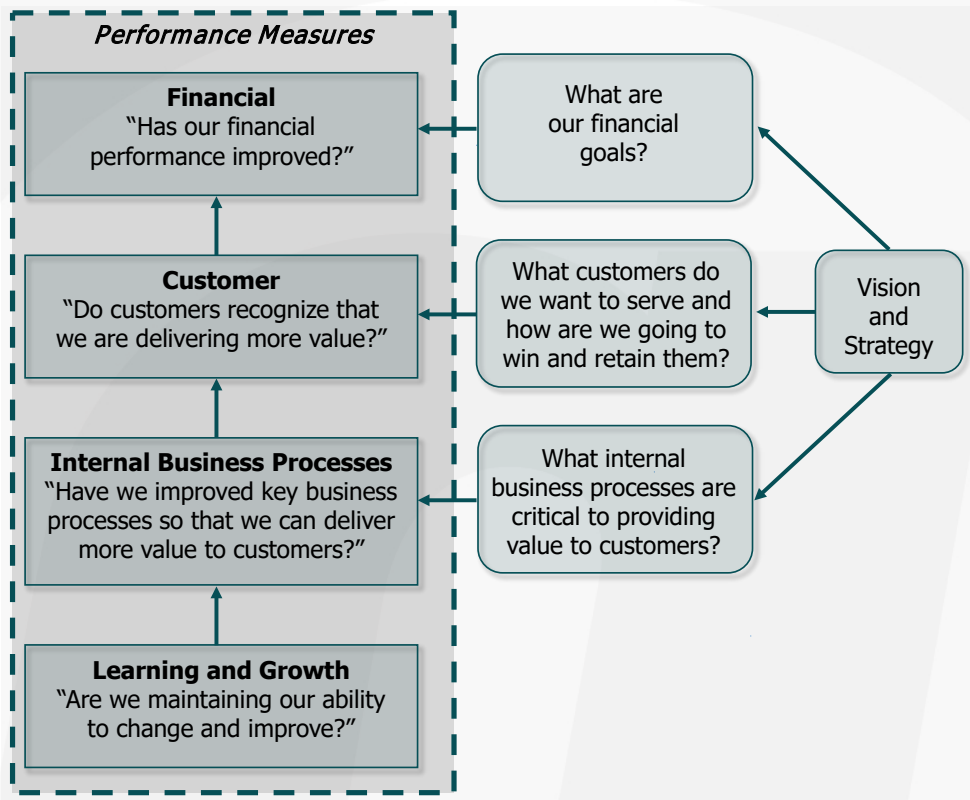 Performance Measures
Financial
“Has our financial
performance improved?”
What are
our financial
goals?
Customer
“Do customers recognize that
we are delivering more value?”
What customers do
we want to serve and
how are we going to
win and retain them?
Vision
and
Strategy
Internal Business Processes
“Have we improved key business
processes so that we can deliver
more value to customers?”
What internal
business processes are
critical to providing
value to customers?
Learning and Growth
“Are we maintaining our ability
to change and improve?”